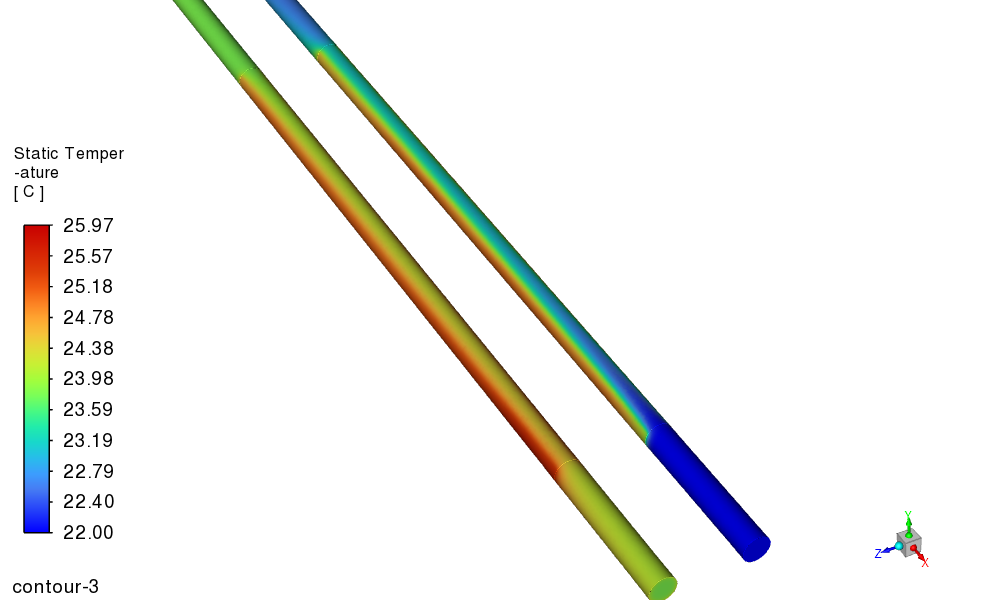 Static Temper
-ature
[ C ]
25.97
25.57
25.18
24.78
24.38
23.98
23.59
23.19
22.79
22.40
22.00
contour-3
Y
Z
X